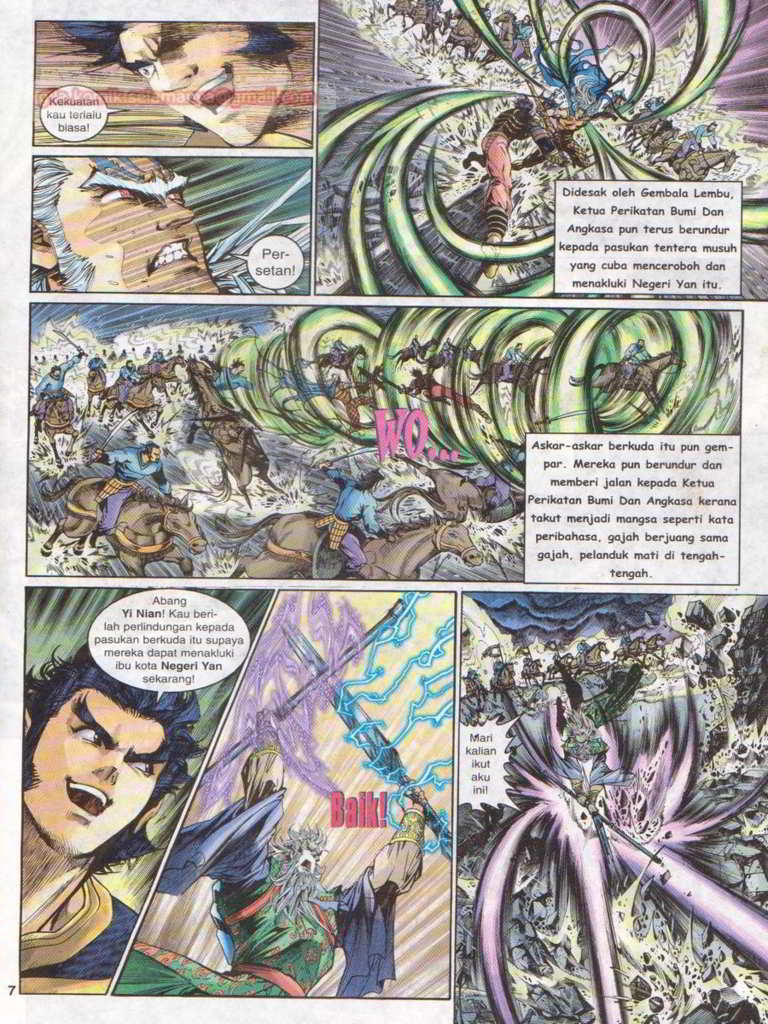 Kekuatan
kau terlalu
biasa!
Per-
setan!
Didesak oleh Gembala Lembu,
Ketua Perikatan Bumi Dan
Angkasa pun terus berundur
kepada pasukan tentera musuh
yang cuba menceroboh dan
menakluki Negeri Yan itu.
WO...
Askar-askar berkuda itu pun gem-
par. Mereka pun berundur dan
memberi jalan kepada Ketua
Perikatan Bumi Dan Angkasa kerana
takut menjadi mangsa seperti kata
peribahasa, gajah berjuang sama
gajah, pelanduk mati di tengah-
tengah.
Abang
Yi Nian! Kau beri-
lah perlindungan kepada
pasukan berkuda itu supaya
mereka dapat menakluki
ibu kota Negeri Yan
sekarang!
Baik!
Mari
kalian
ikut
aku
ini!
7